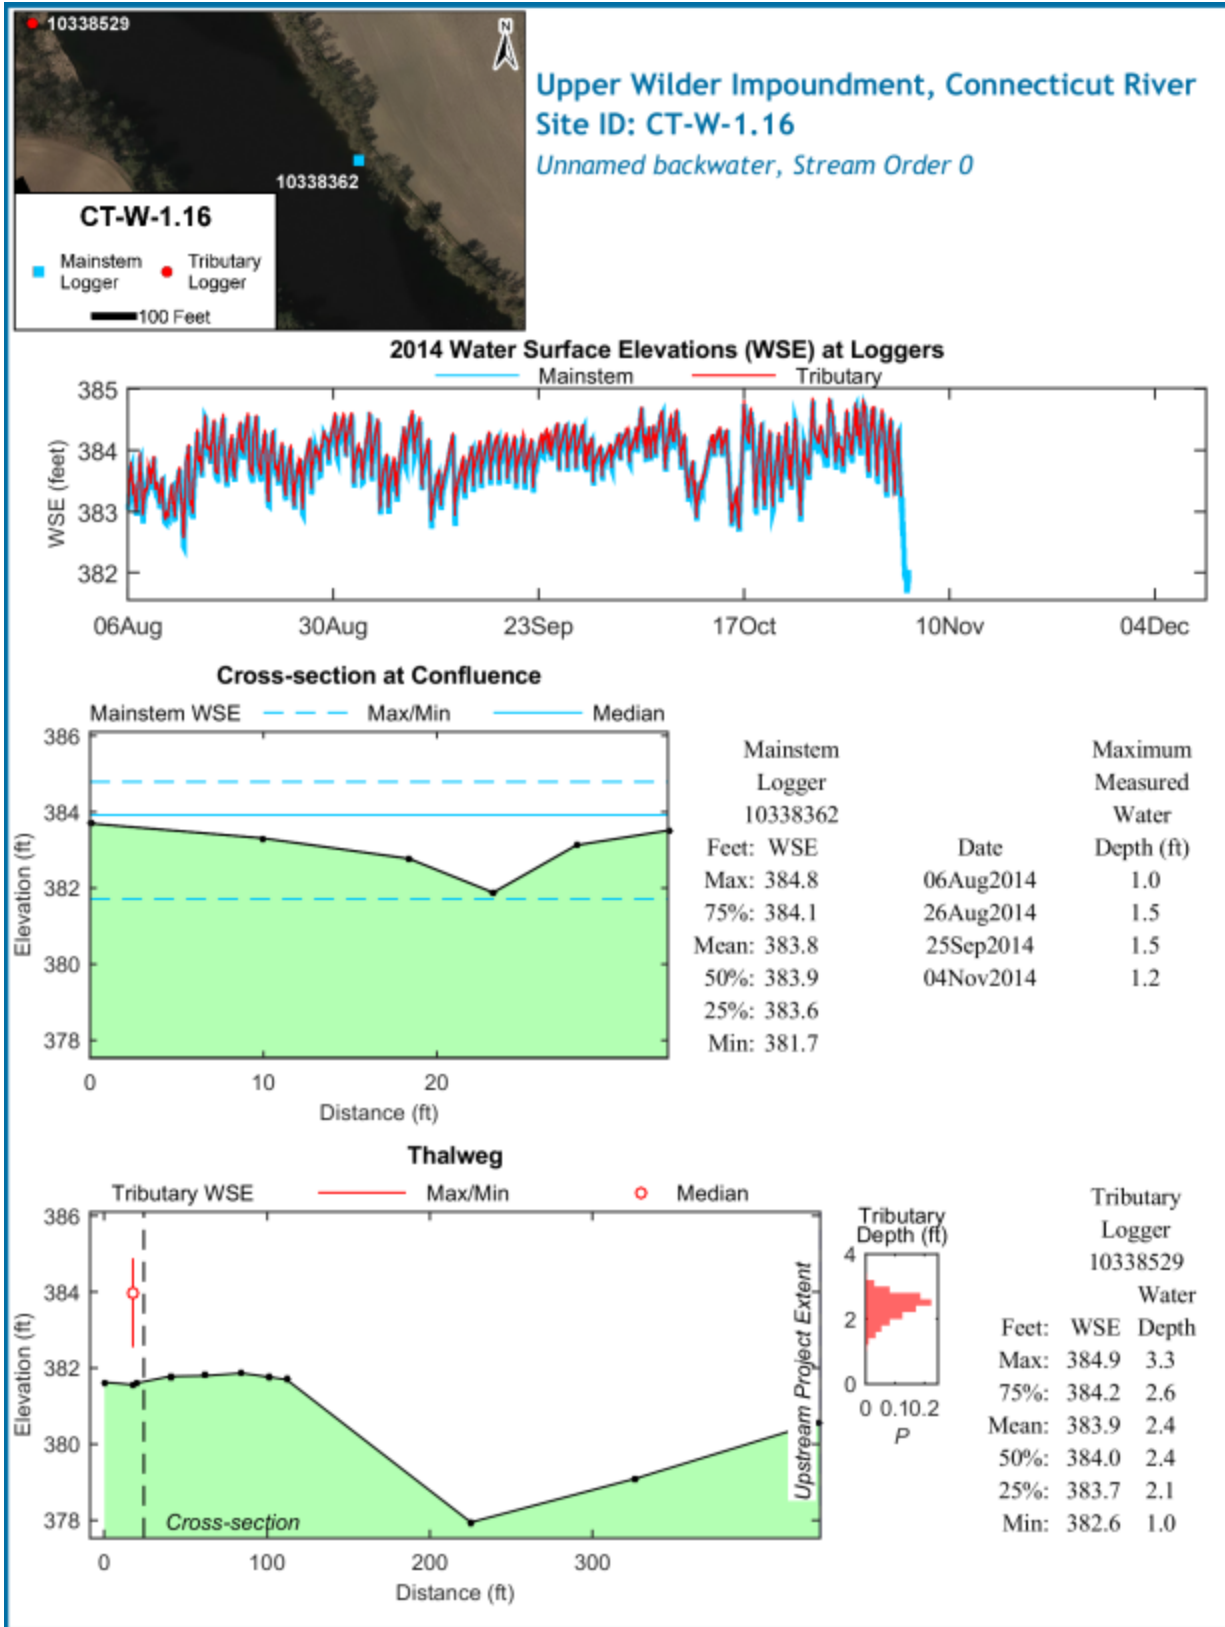 10338529
N
10338362
CT-W-1.16
Mainstem Logger
Tributary Logger
100 Feet
Upper Wilder Impoundment, Connecticut River
Site ID: CT-W-1.16
Unnamed backwater, Stream Order 0
2014 Water Surface Elevations (WSE) at Loggers
Mainstem Tributary
WSE (feet)
385
384
383
382
06Aug 30Aug 23Sep 17Oct 10Nov 04Dec
Cross-section at Confluence
Mainstem WSE Max/Min Median
Elevation (ft)
386
384
382
380
378
0 10 20
Distance (ft)
Mainstem
Logger
10338362
Feet: WSE
Max: 384.8
75%: 384.1
Mean: 383.8
50%: 383.9
25%: 383.6
Min: 381.7
Maximum
Measured
Water
Date Depth (ft)
06Aug2014 1.0
26Aug2014 1.5
25Sep2014 1.5
04Nov2014 1.2
Thalweg
Tributary WSE Max/Min Median
Elevation (ft)
386
384
382
380
378
Cross-section
Upstream Project Extent
0 100 200 300
Distance (ft)
Tributary
Depth (ft)
4
2
0
0 0.1 0.2
P
Tributary
Logger
10338529
Water
Feet: WSE Depth
Max: 384.9 3.3
75%: 384.2 2.6
Mean: 383.9 2.4
50%: 384.0 2.4
25%: 383.7 2.1
Min: 382.6 1.0